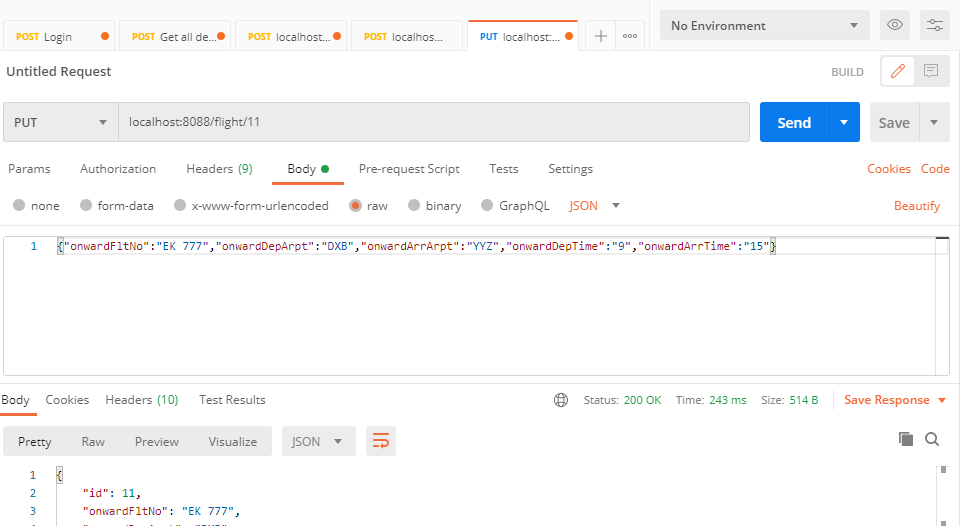 POST Login
POST Get all de...
POST localhost...
POST localhos...
PUT localhost:...
No Environment
Untitled Request
BUILD
PUT
localhost:8088/flight/11
Send
Save
Params
Authorization
Headers (9)
Body
Pre-request Script
Tests
Settings
Cookies
Code
none
form-data
x-www-form-urlencoded
raw
binary
GraphQL
JSON
Beautify
1 {"onwardFltNo":"EK 777","onwardDepArpt":"DXB","onwardArrArpt":"YYZ","onwardDepTime":"9","onwardArrTime":"15"}
Body
Cookies
Headers (10)
Test Results
Status: 200 OK
Time: 243 ms
Size: 514 B
Save Response
Pretty
Raw
Preview
Visualize
JSON
1 {
2 "id": 11,
3 "onwardFltNo": "EK 777",